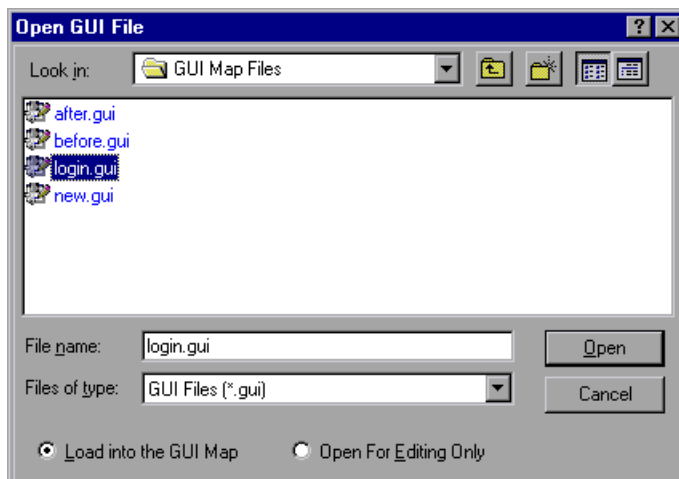 Open GUI File
Look in: GUI Map Files
after.gui
before.gui
login.gui
new.gui
File name: login.gui Open
Files of type: GUI Files (*.gui) Cancel
Load into the GUI Map Open For Editing Only